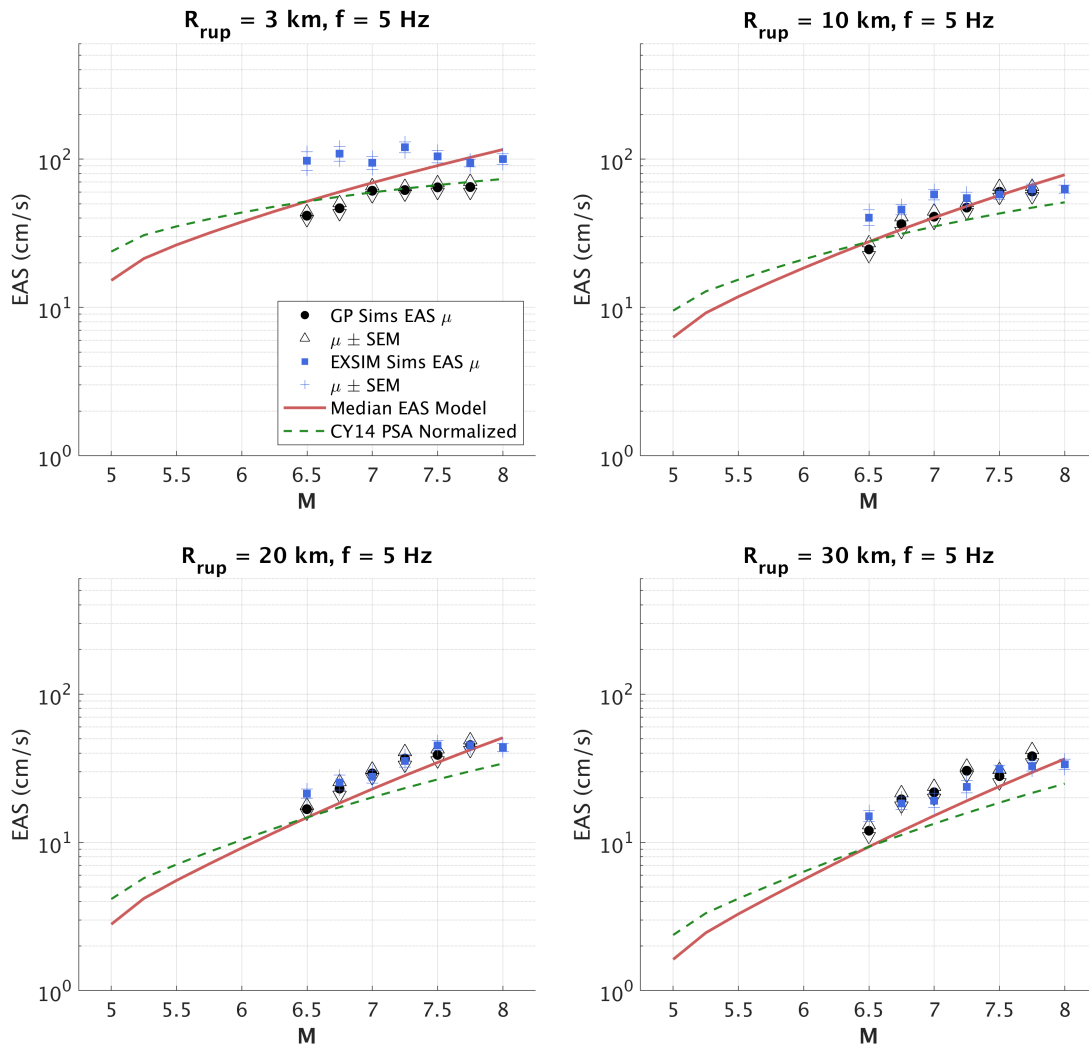 R_rup = 3 km, f = 5 Hz
EAS (cm/s)
10^2
10^1
10^0
GP Sims EAS μ
μ ± SEM
EXSIM Sims EAS μ
μ ± SEM
Median EAS Model
CY14 PSA Normalized
5 5.5 6 6.5 7 7.5 8
M
R_rup = 10 km, f = 5 Hz
EAS (cm/s)
10^2
10^1
10^0
5 5.5 6 6.5 7 7.5 8
M
R_rup = 20 km, f = 5 Hz
EAS (cm/s)
10^2
10^1
10^0
5 5.5 6 6.5 7 7.5 8
M
R_rup = 30 km, f = 5 Hz
EAS (cm/s)
10^2
10^1
10^0
5 5.5 6 6.5 7 7.5 8
M